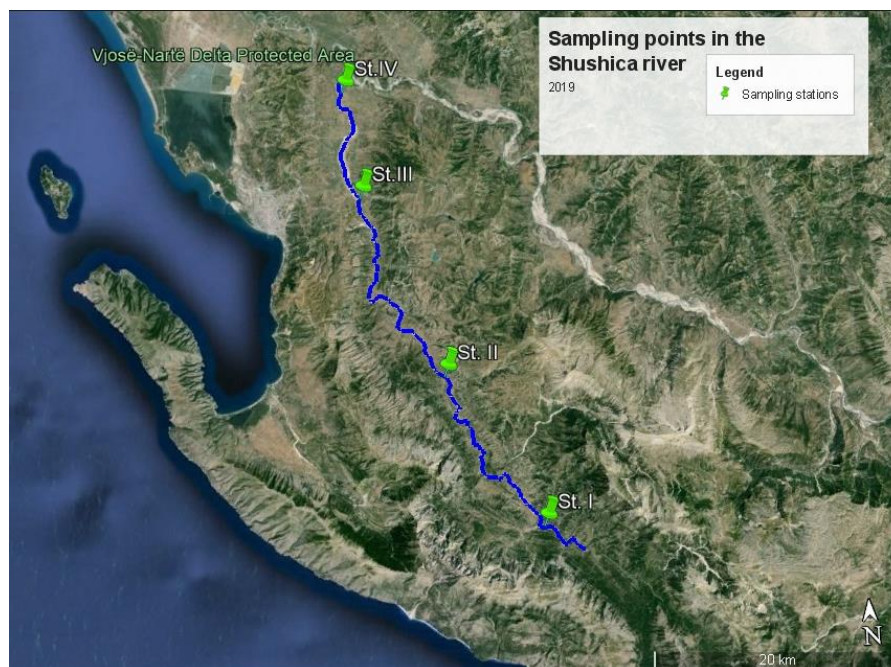 Sampling points in the
Shushica river
2019
Legend
Sampling stations
Vjosë-Nartë Delta Protected Area
St.IV
St.III
St. II
St. I
N
20 km